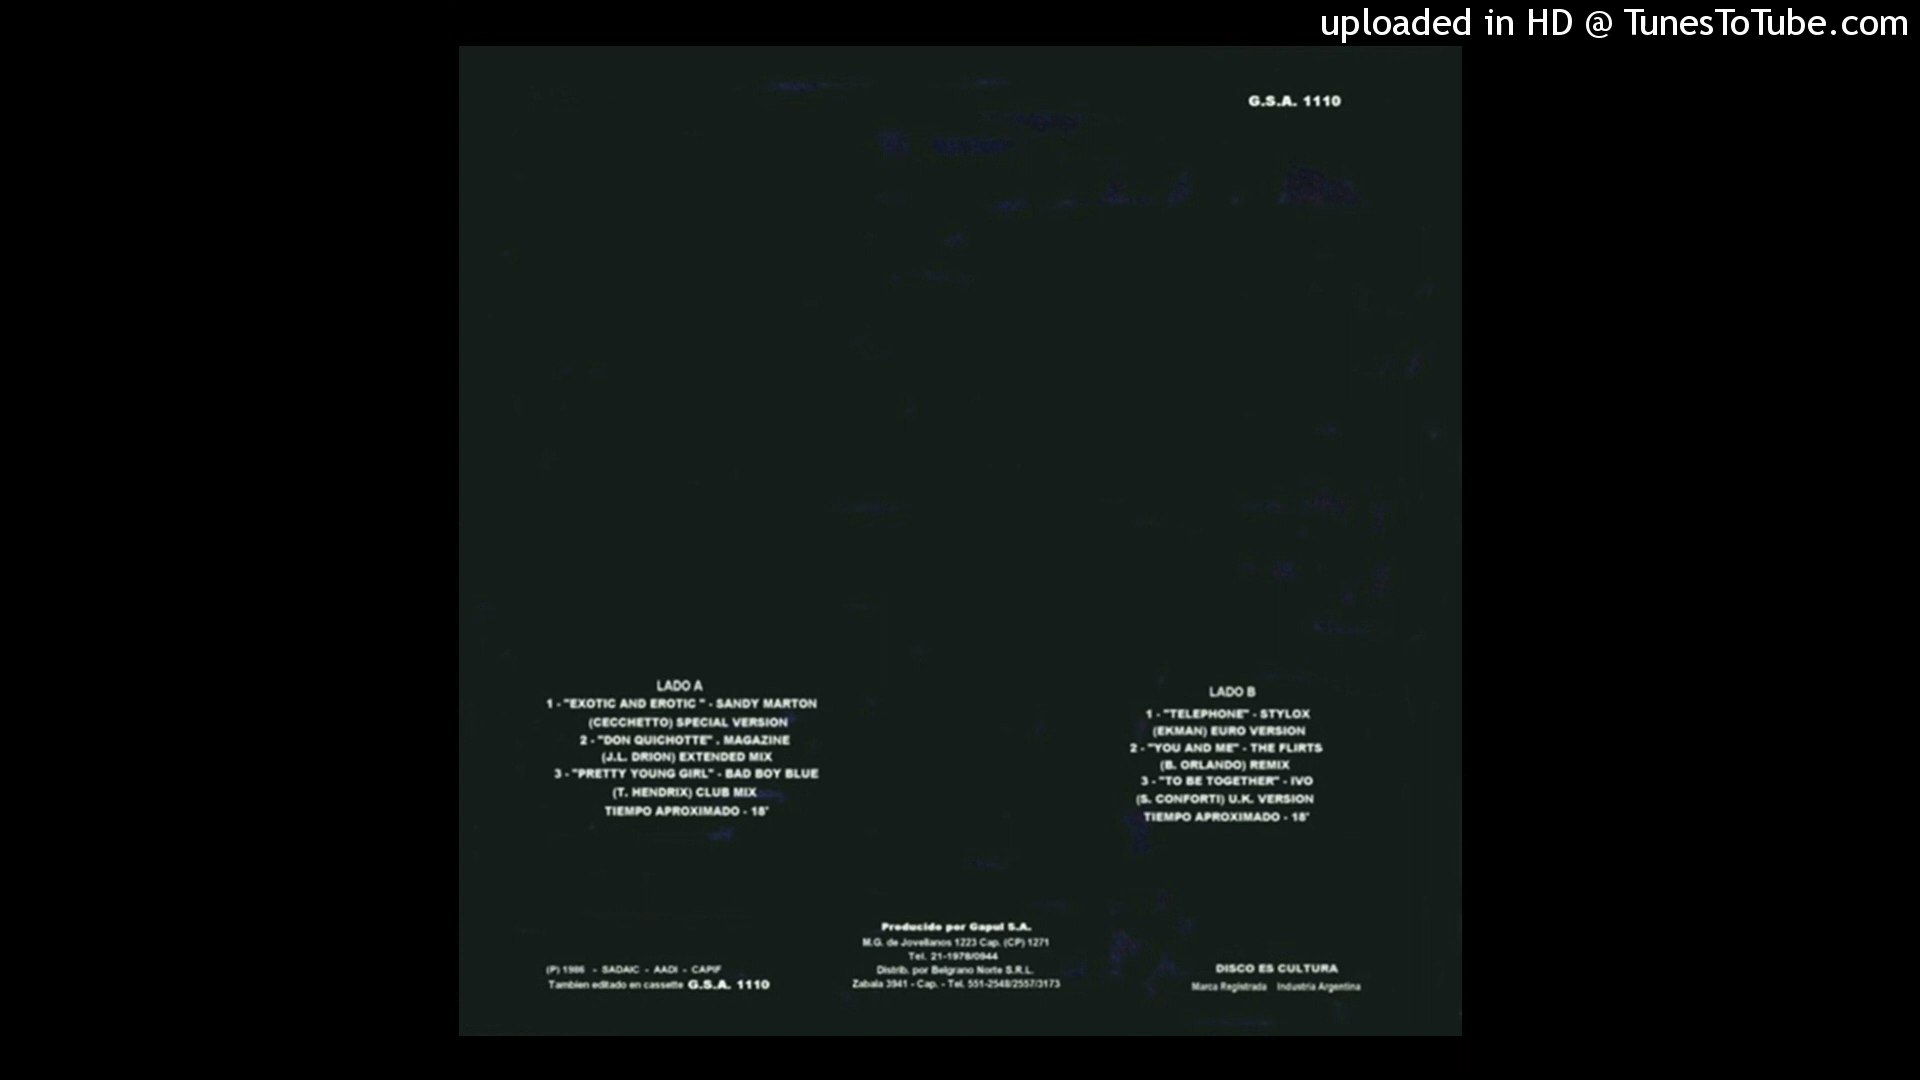 uploaded in HD @ TunesToTube.com
G.S.A. 1110
LADO A
1 - "EXOTIC AND EROTIC " - SANDY MARTON
(CECCHETTO) SPECIAL VERSION
2 - "DON QUICHOTTE" . MAGAZINE
(J.L. DRION) EXTENDED MIX
3 - "PRETTY YOUNG GIRL" - BAD BOY BLUE
(T. HENDRIX) CLUB MIX
TIEMPO APROXIMADO - 18'
LADO B
1 - "TELEPHONE" - STYLOX
(EKMAN) EURO VERSION
2 - "YOU AND ME" - THE FLIRTS
(B. ORLANDO) REMIX
3 - "TO BE TOGETHER" - IVO
(S. CONFORTI) U.K. VERSION
TIEMPO APROXIMADO - 18'
(P) 1986 - SADAIC - AADI - CAPIF
Tambien editado en cassette G.S.A. 1110
Producido por Gapul S.A.
M.G. de Jovellanos 1223 Cap. (CP) 1271
Tel. 21-1978/0944
Distrib. por Belgrano Norte S.R.L.
Zabala 3941 - Cap. - Tel. 551-2548/2557/3173
DISCO ES CULTURA
Marca Registrada Industria Argentina